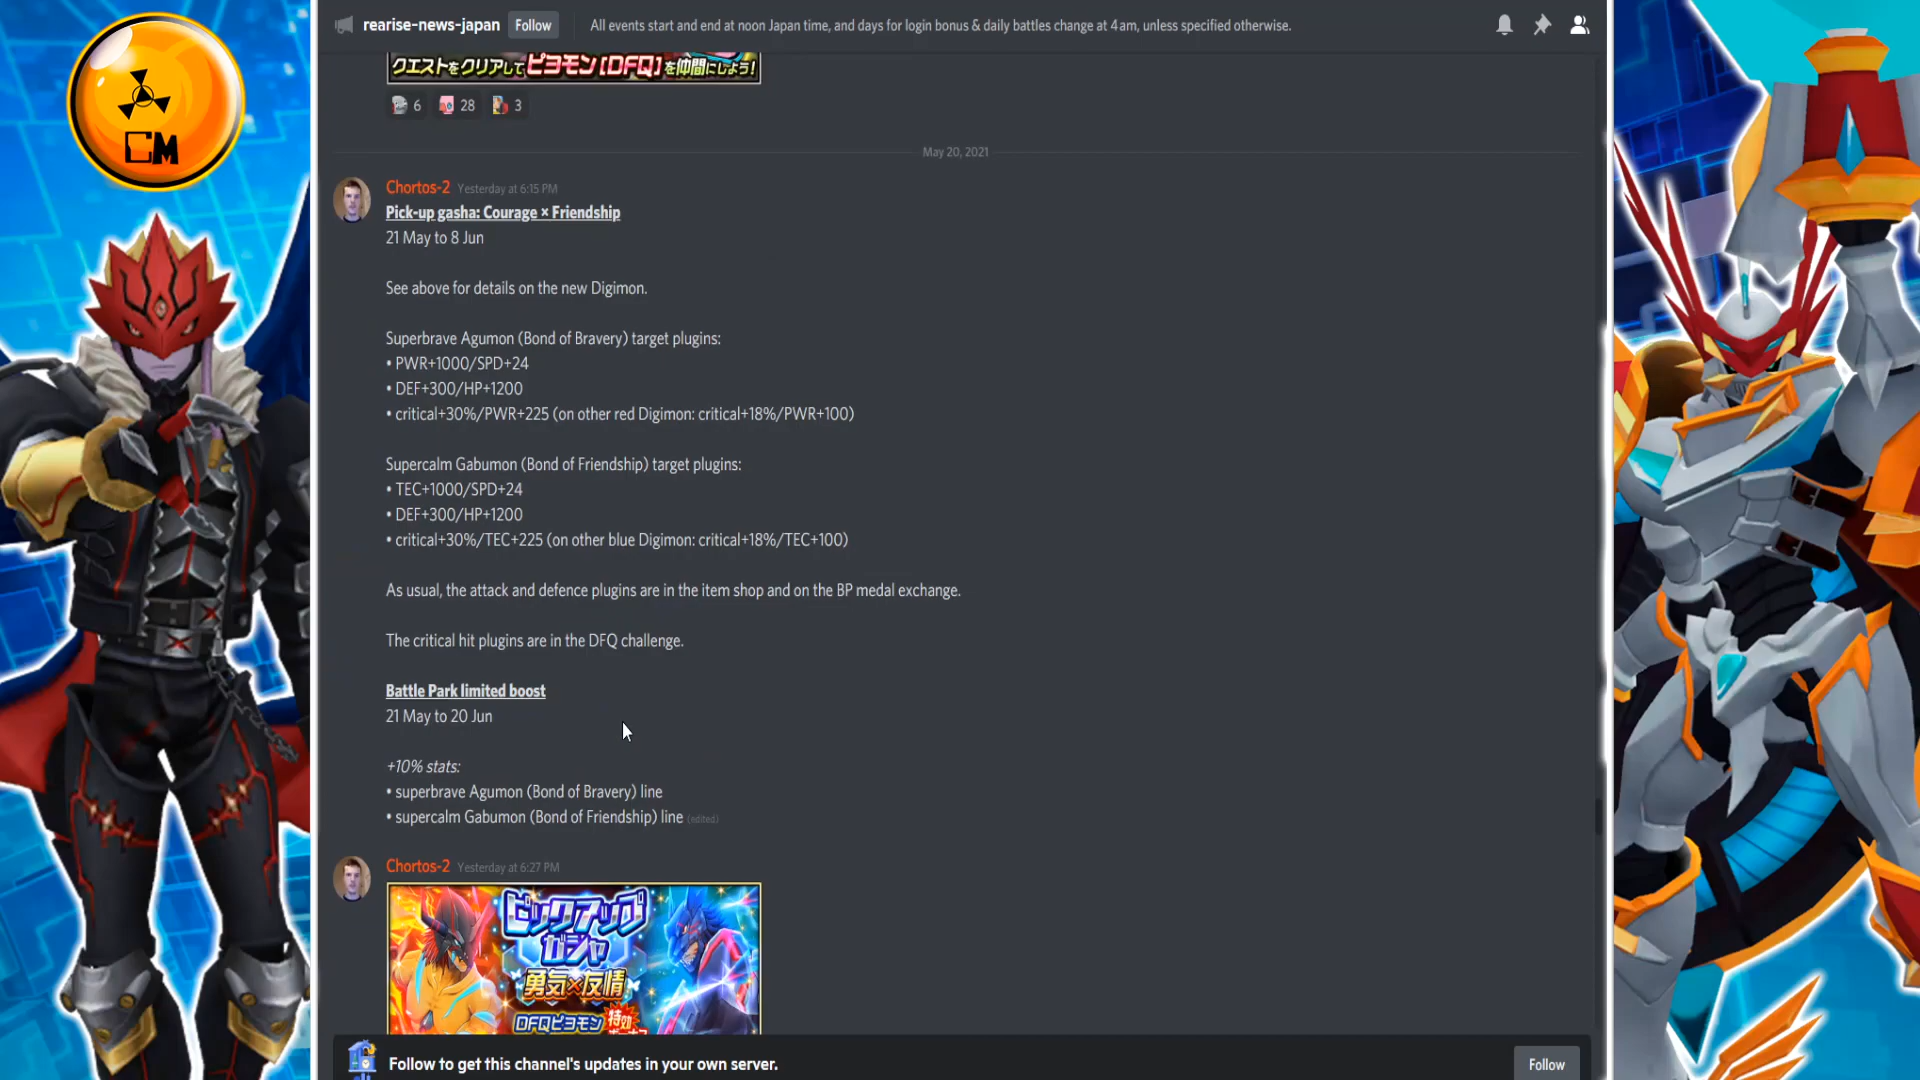 CM
rearise-news-japan
Follow
All events start and end at noon Japan time, and days for login bonus & daily battles change at 4am, unless specified otherwise.
クエストをクリアしてピヨモン[DFQ]を仲間にしよう!
6
28
3
May 20, 2021
Chortos-2 Yesterday at 6:15 PM
Pick-up gasha: Courage × Friendship
21 May to 8 Jun
See above for details on the new Digimon.
Superbrave Agumon (Bond of Bravery) target plugins:
• PWR+1000/SPD+24
• DEF+300/HP+1200
• critical+30%/PWR+225 (on other red Digimon: critical+18%/PWR+100)
Supercalm Gabumon (Bond of Friendship) target plugins:
• TEC+1000/SPD+24
• DEF+300/HP+1200
• critical+30%/TEC+225 (on other blue Digimon: critical+18%/TEC+100)
As usual, the attack and defence plugins are in the item shop and on the BP medal exchange.
The critical hit plugins are in the DFQ challenge.
Battle Park limited boost
21 May to 20 Jun
+10% stats:
• superbrave Agumon (Bond of Bravery) line
• supercalm Gabumon (Bond of Friendship) line (edited)
Chortos-2 Yesterday at 6:27 PM
ピックアップ
ガシャ
勇気×友情
DFQピヨモン 特効
Follow to get this channel's updates in your own server.
Follow